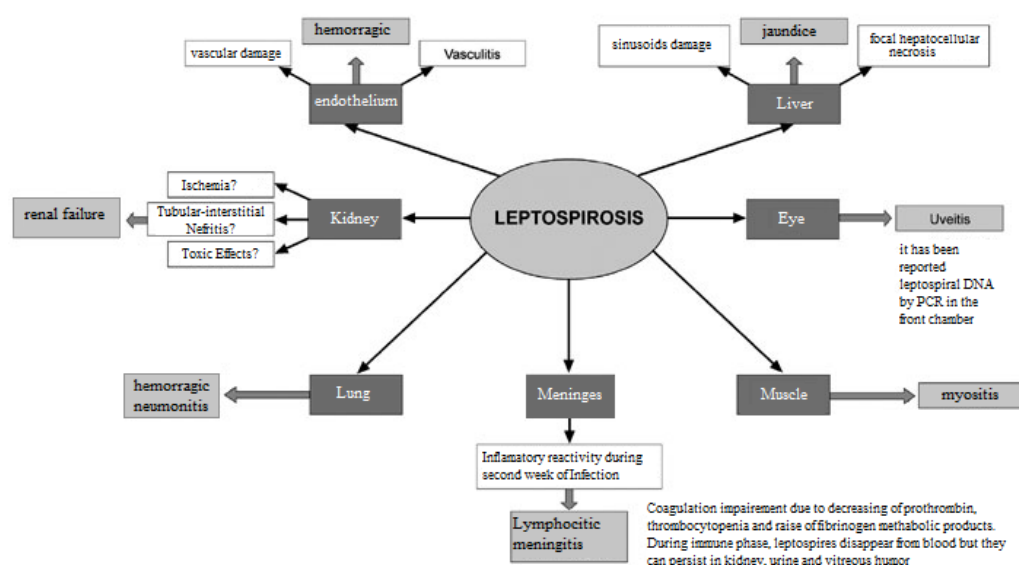 hemorragic
jaundice
vascular damage
Vasculitis
sinusoids damage
focal hepatocellular
necrosis
endothelium
Liver
Ischemia?
renal failure
Tubular-interstitial
Nefritis?
Kidney
LEPTOSPIROSIS
Eye
Uveitis
Toxic Effects?
it has been
reported
leptospiral DNA
by PCR in the
front chamber
hemorragic
neumonitis
Lung
Meninges
Muscle
myositis
Inflamatory reactivity during
second week of Infection
Lymphocitic
meningitis
Coagulation impairement due to decreasing of prothrombin,
thrombocytopenia and raise of fibrinogen methabolic products.
During immune phase, leptospires disappear from blood but they
can persist in kidney, urine and vitreous humor